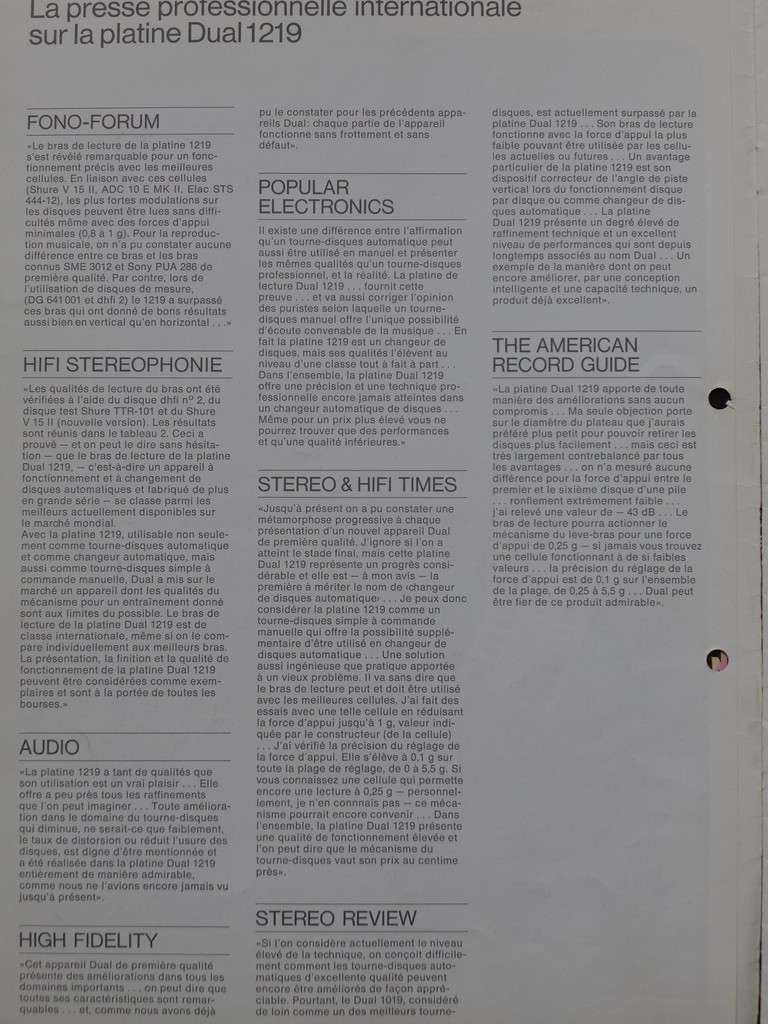 La presse professionnelle internationale
sur la platine Dual 1219
FONO-FORUM
«Le bras de lecture de la platine 1219
s'est révélé remarquable pour un fonc-
tionnement précis avec les meilleures
cellules. En liaison avec ces cellules
(Shure V 15 II, ADC 10 E MK II, Elac STS
444-12), les plus fortes modulations sur
les disques peuvent être lues sans diffi-
cultés même avec des forces d'appui
minimales (0,8 à 1 g). Pour la reproduc-
tion musicale, on n'a pu constater aucune
différence entre ce bras et les bras
connus SME 3012 et Sony PUA 286 de
première qualité. Par contre, lors de
l'utilisation de disques de mesure,
(DG 641 001 et dhfi 2) le 1219 a surpassé
ces bras qui ont donné de bons résultats
aussi bien en vertical qu'en horizontal . . .»
HIFI STEREOPHONIE
«Les qualités de lecture du bras ont été
vérifiées à l'aide du disque dhfi nº 2, du
disque test Shure TTR-101 et du Shure
V 15 II (nouvelle version). Les résultats
sont réunis dans le tableau 2. Ceci a
prouvé — et on peut le dire sans hésita-
tion — que le bras de lecture de la platine
Dual 1219, — c'est-à-dire un appareil à
fonctionnement et à changement de
disques automatiques et fabriqué de plus
en grande série — se classe parmi les
meilleurs actuellement disponibles sur
le marché mondial.
Avec la platine 1219, utilisable non seule-
ment comme tourne-disques automatique
et comme changeur automatique, mais
aussi comme tourne-disques simple à
commande manuelle, Dual a mis sur le
marché un appareil dont les qualités du
mécanisme pour un entraînement donné
sont aux limites du possible. Le bras de
lecture de la platine Dual 1219 est de
classe internationale, même si on le com-
pare individuellement aux meilleurs bras.
La présentation, la finition et la qualité de
fonctionnement de la platine Dual 1219
peuvent être considérées comme exem-
plaires et sont à la portée de toutes les
bourses.»
AUDIO
«La platine 1219 a tant de qualités que
son utilisation est un vrai plaisir . . . Elle
offre a peu près tous les raffinements
que l'on peut imaginer . . . Toute améliora-
tion dans le domaine du tourne-disques
qui diminue, ne serait-ce que faiblement,
le taux de distorsion ou réduit l'usure des
disques, est digne d'être mentionnée et
a été réalisée dans la platine Dual 1219
entièrement de manière admirable,
comme nous ne l'avions encore jamais vu
jusqu'à présent».
HIGH FIDELITY
«Cet appareil Dual de première qualité
présente des améliorations dans tous les
domaines importants . . . on peut dire que
toutes ses caractéristiques sont remar-
quables . . . et, comme nous avons déjà
pu le constater pour les précédents appa-
reils Dual: chaque partie de l'appareil
fonctionne sans frottement et sans
défaut».
POPULAR
ELECTRONICS
Il existe une différence entre l'affirmation
qu'un tourne-disques automatique peut
aussi être utilisé en manuel et présenter
les mêmes qualités qu'un tourne-disques
professionnel, et la réalité. La platine de
lecture Dual 1219 . . . fournit cette
preuve . . . et va aussi corriger l'opinion
des puristes selon laquelle un tourne-
disques manuel offre l'unique possibilité
d'écoute convenable de la musique . . . En
fait la platine 1219 est un changeur de
disques, mais ses qualités l'élèvent au
niveau d'une classe tout à fait à part . . .
Dans l'ensemble, la platine Dual 1219
offre une précision et une technique pro-
fessionnelle encore jamais atteintes dans
un changeur automatique de disques . . .
Même pour un prix plus élevé vous ne
pourrez trouver que des performances
et qu'une qualité inférieures.»
STEREO & HIFI TIMES
«Jusqu'à présent on a pu constater une
métamorphose progressive à chaque
présentation d'un nouvel appareil Dual
de première qualité. J'ignore si l'on a
atteint le stade final, mais cette platine
Dual 1219 représente un progrès consi-
dérable et elle est — à mon avis — la
première à mériter le nom de ‹changeur
de disques automatique› . . . Je peux donc
considérer la platine 1219 comme un
tourne-disques simple à commande
manuelle qui offre la possibilité supplé-
mentaire d'être utilisé en changeur de
disques automatique . . . Une solution
aussi ingénieuse que pratique apportée
à un vieux problème. Il va sans dire que
le bras de lecture peut et doit être utilisé
avec les meilleures cellules. J'ai fait des
essais avec une telle cellule en réduisant
la force d'appui jusqu'à 1 g, valeur indi-
quée par le constructeur (de la cellule)
. . . J'ai vérifié la précision du réglage de
la force d'appui. Elle s'élève à 0,1 g sur
toute la plage de réglage, de 0 à 5,5 g. Si
vous connaissez une cellule qui permette
encore une lecture à 0,25 g — personnel-
lement, je n'en connnais pas — ce méca-
nisme pourrait encore convenir . . . Dans
l'ensemble, la platine Dual 1219 présente
une qualité de fonctionnement élevée et
l'on peut dire que le mécanisme du
tourne-disques vaut son prix au centime
près».
STEREO REVIEW
«Si l'on considère actuellement le niveau
élevé de la technique, on conçoit difficile-
ment comment les tourne-disques auto-
matiques d'excellente qualité peuvent
encore être améliorés de façon appré-
ciable. Pourtant, le Dual 1019, considéré
de loin comme un des meilleurs tourne-
disques, est actuellement surpassé par la
platine Dual 1219 . . . Son bras de lecture
fonctionne avec la force d'appui la plus
faible pouvant être utilisée par les cellu-
les actuelles ou futures . . . Un avantage
particulier de la platine 1219 est son
dispositif correcteur de l'angle de piste
vertical lors du fonctionnement disque
par disque ou comme changeur de dis-
ques automatique . . . La platine
Dual 1219 présente un degré élevé de
raffinement technique et un excellent
niveau de performances qui sont depuis
longtemps associés au nom Dual . . . Un
exemple de la manière dont on peut
encore améliorer, par une conception
intelligente et une capacité technique, un
produit déjà excellent».
THE AMERICAN
RECORD GUIDE
«La platine Dual 1219 apporte de toute
manière des améliorations sans aucun
compromis . . . Ma seule objection porte
sur le diamètre du plateau que j'aurais
préféré plus petit pour pouvoir retirer les
disques plus facilement . . . mais ceci est
très largement contrebalancé par tous
les avantages . . . on n'a mesuré aucune
différence pour la force d'appui entre le
premier et le sixième disque d'une pile
. . . ronflement extrêmement faible . . .
j'ai relevé une valeur de — 43 dB . . . Le
bras de lecture pourra actionner le
mécanisme du lève-bras pour une force
d'appui de 0,25 g — si jamais vous trouvez
une cellule fonctionnant à de si faibles
valeurs . . . la précision du réglage de la
force d'appui est de 0,1 g sur l'ensemble
de la plage, de 0,25 à 5,5 g . . . Dual peut
être fier de ce produit admirable».